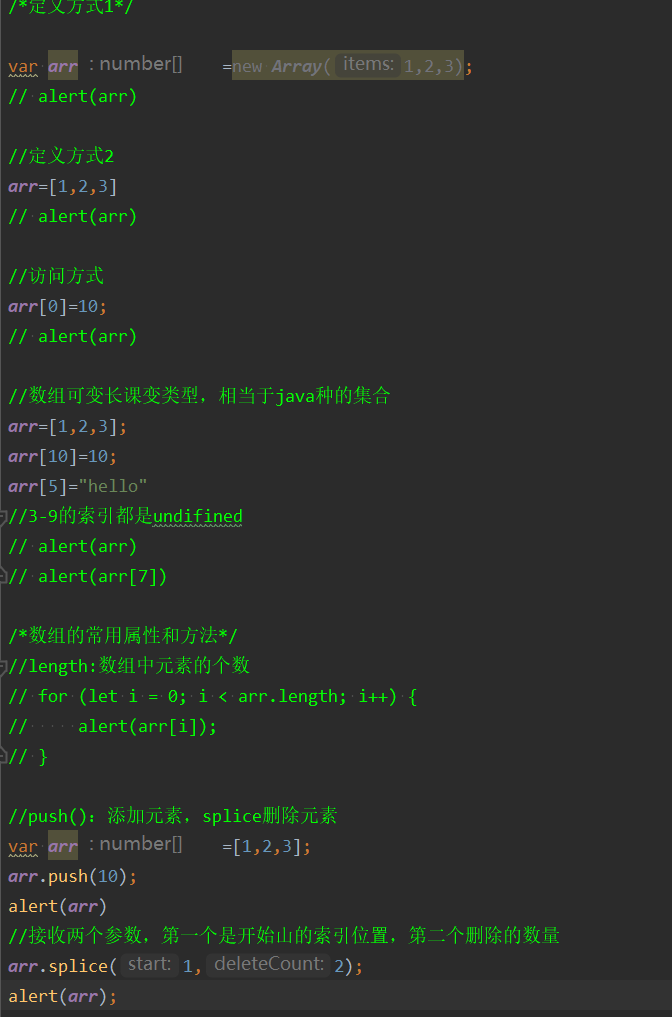 /*定义方式1*/
var arr : number[] =new Array( items: 1,2,3);
// alert(arr)
//定义方式2
arr=[1,2,3]
// alert(arr)
//访问方式
arr[0]=10;
// alert(arr)
//数组可变长课变类型，相当于java种的集合
arr=[1,2,3];
arr[10]=10;
arr[5]="hello"
//3-9的索引都是undifined
// alert(arr)
// alert(arr[7])
/*数组的常用属性和方法*/
//length:数组中元素的个数
// for (let i = 0; i < arr.length; i++) {
//     alert(arr[i]);
// }
//push()：添加元素，splice删除元素
var arr : number[] =[1,2,3];
arr.push(10);
alert(arr)
//接收两个参数，第一个是开始山的索引位置，第二个删除的数量
arr.splice( start: 1, deleteCount: 2);
alert(arr);